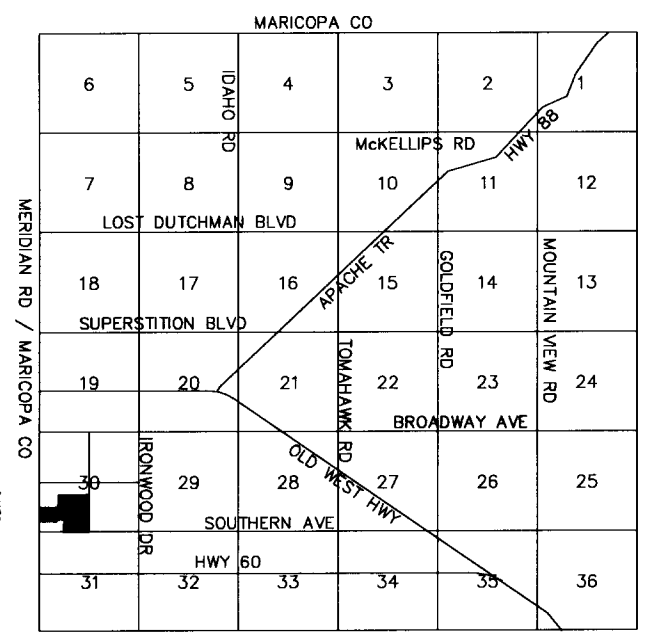 MARICOPA CO
6 5 4 3 2 1
IDAHO RD
HWY 88
McKELLIPS RD
7 8 9 10 11 12
LOST DUTCHMAN BLVD
MERIDIAN RD / MARICOPA CO
18 17 16 15 14 13
APACHE TR
GOLDFIELD RD
MOUNTAIN VIEW RD
SUPERSTITION BLVD
19 20 21 22 23 24
TOMAHAWK RD
BROADWAY AVE
IRONWOOD DR
30 29 28 27 26 25
OLD WEST HWY
SOUTHERN AVE
HWY 60
31 32 33 34 35 36